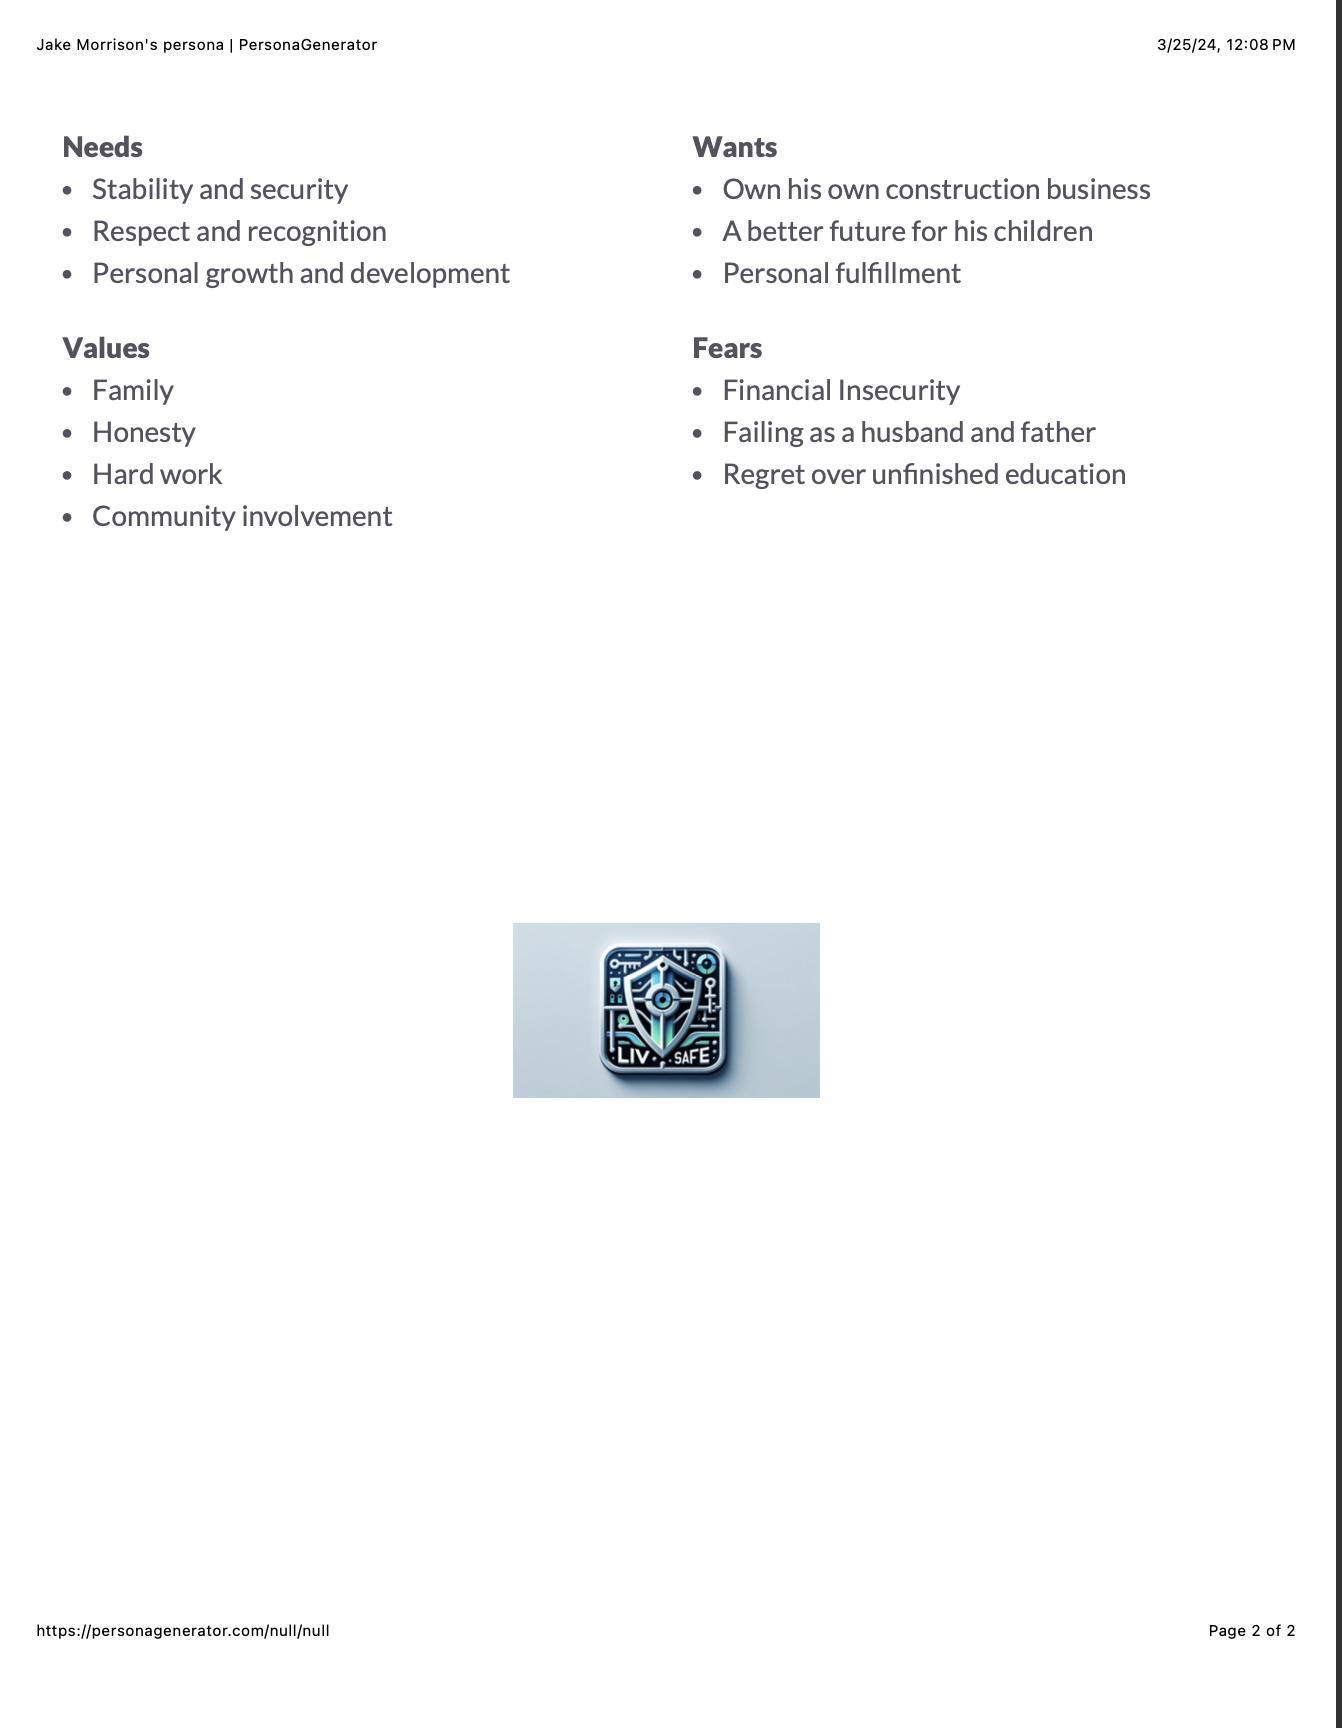 Jake Morrison's persona | PersonaGenerator
3/25/24, 12:08 PM
Needs
• Stability and security
• Respect and recognition
• Personal growth and development
Wants
• Own his own construction business
• A better future for his children
• Personal fulfillment
Values
• Family
• Honesty
• Hard work
• Community involvement
Fears
• Financial Insecurity
• Failing as a husband and father
• Regret over unfinished education
LIV SAFE
https://personagenerator.com/null/null
Page 2 of 2